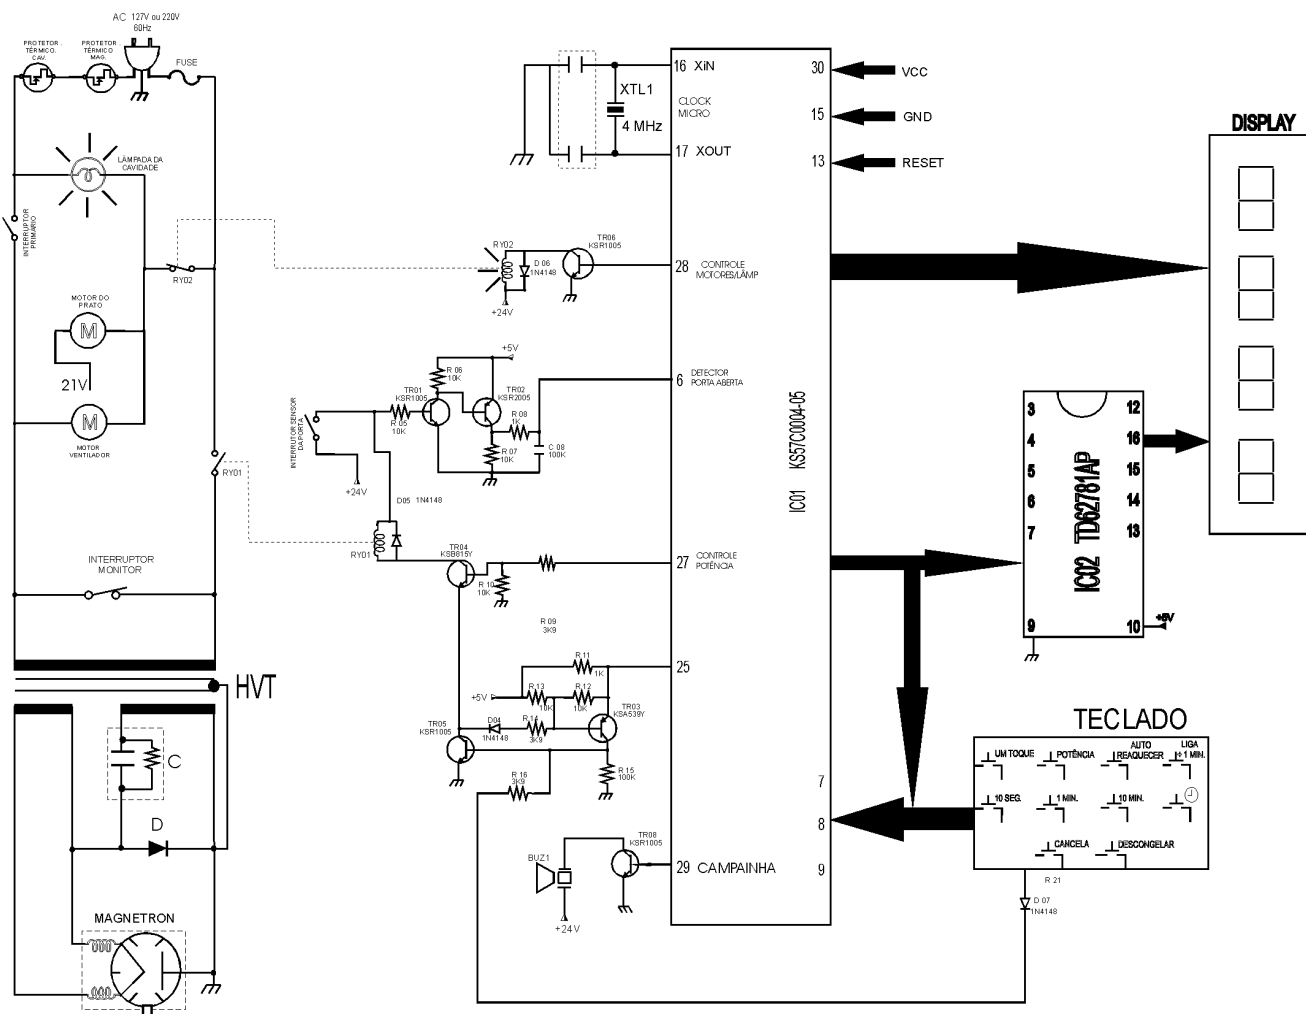 AC 127V ou 220V
60Hz
PROTETOR
TÉRMICO.
CAV.
PROTETOR
TÉRMICO
MAG.
FUSE
LÂMPADA DA
CAVIDADE
INTERRUPTOR
PRIMÁRIO
RY02
MOTOR DO
PRATO
M
21V
M
MOTOR
VENTILADOR
RY01
INTERRUPTOR
MONITOR
HVT
C
D
MAGNETRON
XTL1
4 MHz
16 XiN
CLOCK
MICRO
17 XOUT
30
VCC
15
GND
13
RESET
RY02
D 06
1N4148
+24V
TR06
KSR1005
28
CONTROLE
MOTORES/LÂMP
+5V
R 06
10K
TR01
KSR1005
TR02
KSR2005
R 05
10K
R 08
1K
R 07
10K
C 08
100K
6
DETECTOR
PORTA ABERTA
INTERRUTOR SENSOR
DA PORTA
+24V
D05 1N4148
RY01
TR04
KSB815Y
R 10
10K
27
CONTROLE
POTÊNCIA
R 09
3K9
IC01 KS57C0004-05
R 11
1K
25
+5V
R 13
10K
R 12
10K
TR03
KSA539Y
TR05
KSR1005
D04
1N4148
R 14
3K9
R 15
100K
R 16
3K9
BUZ1
+24V
TR08
KSR1005
29 CAMPAINHA
7
8
9
DISPLAY
IC02 TD62781AP
3
4
5
6
7
9
12
16
15
14
13
10
+5V
TECLADO
UM TOQUE
POTÊNCIA
AUTO
REAQUECER
LIGA
+ 1 MIN.
10 SEG.
1 MIN.
10 MIN.
CANCELA
DESCONGELAR
R 21
D 07
1N4148